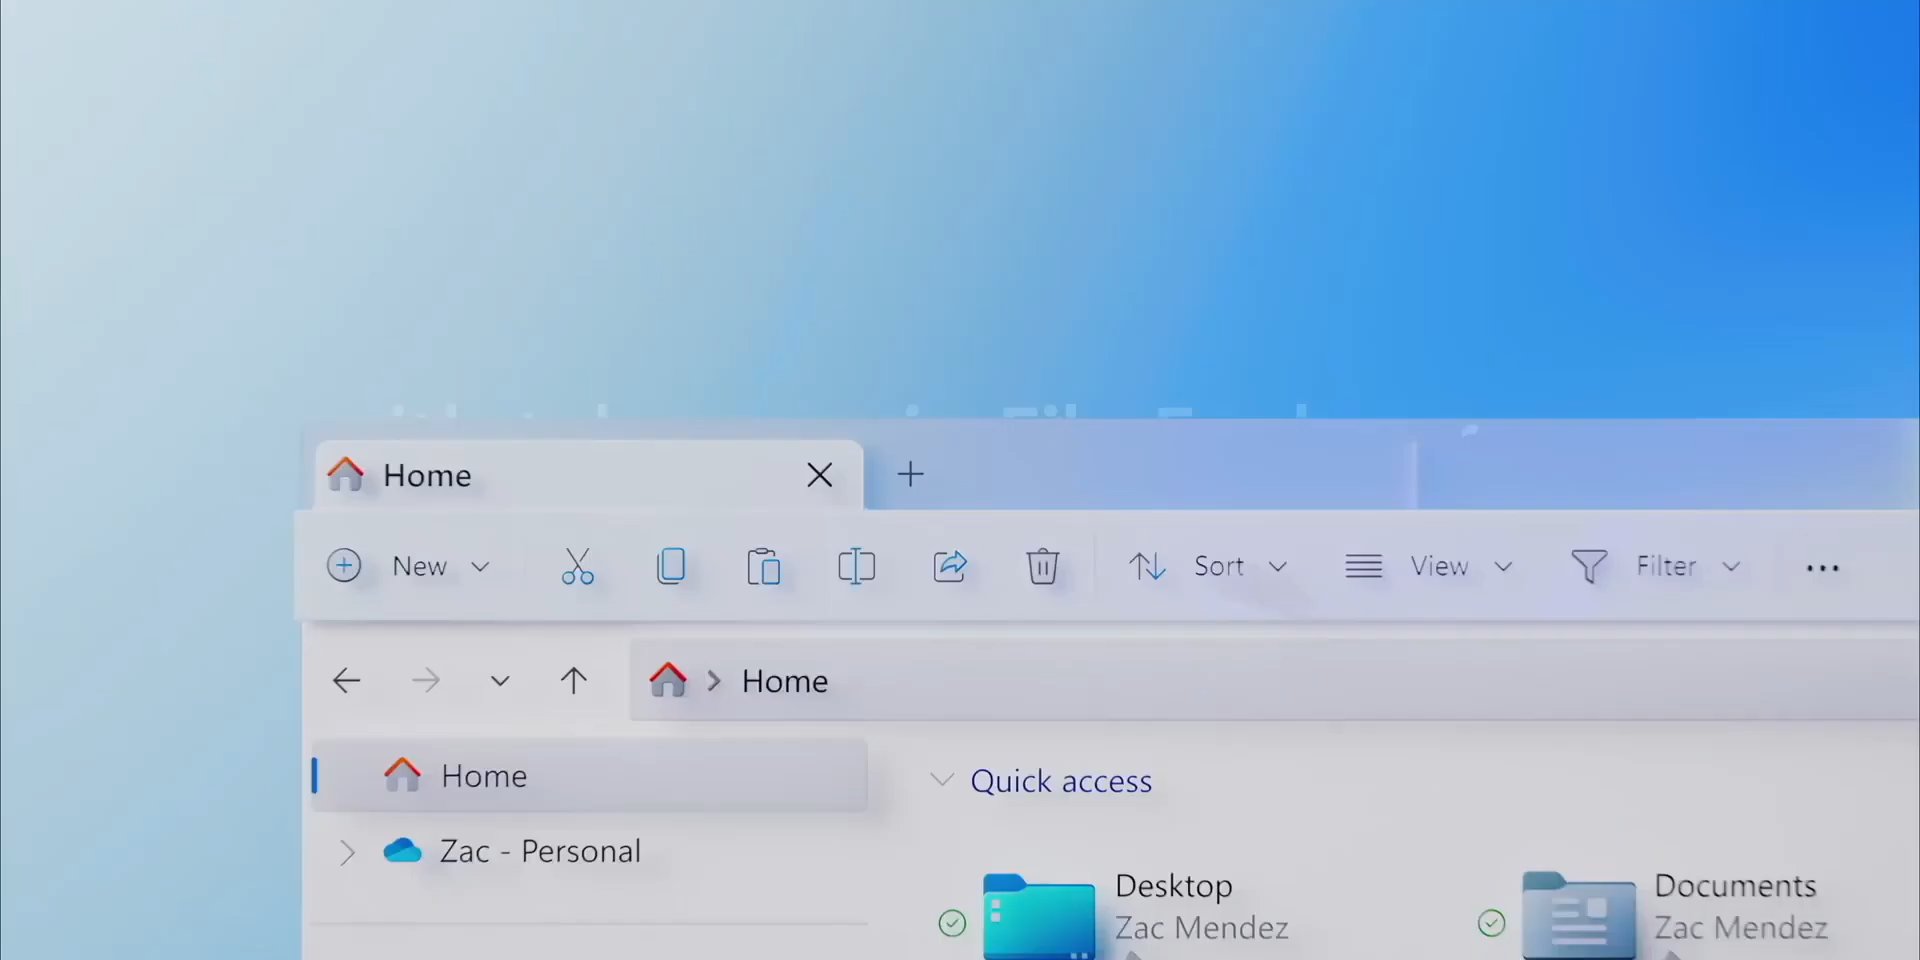 Home
New
Sort
View
Filter
Home
Home
Quick access
Zac - Personal
Desktop
Documents
Zac Mendez
Zac Mendez